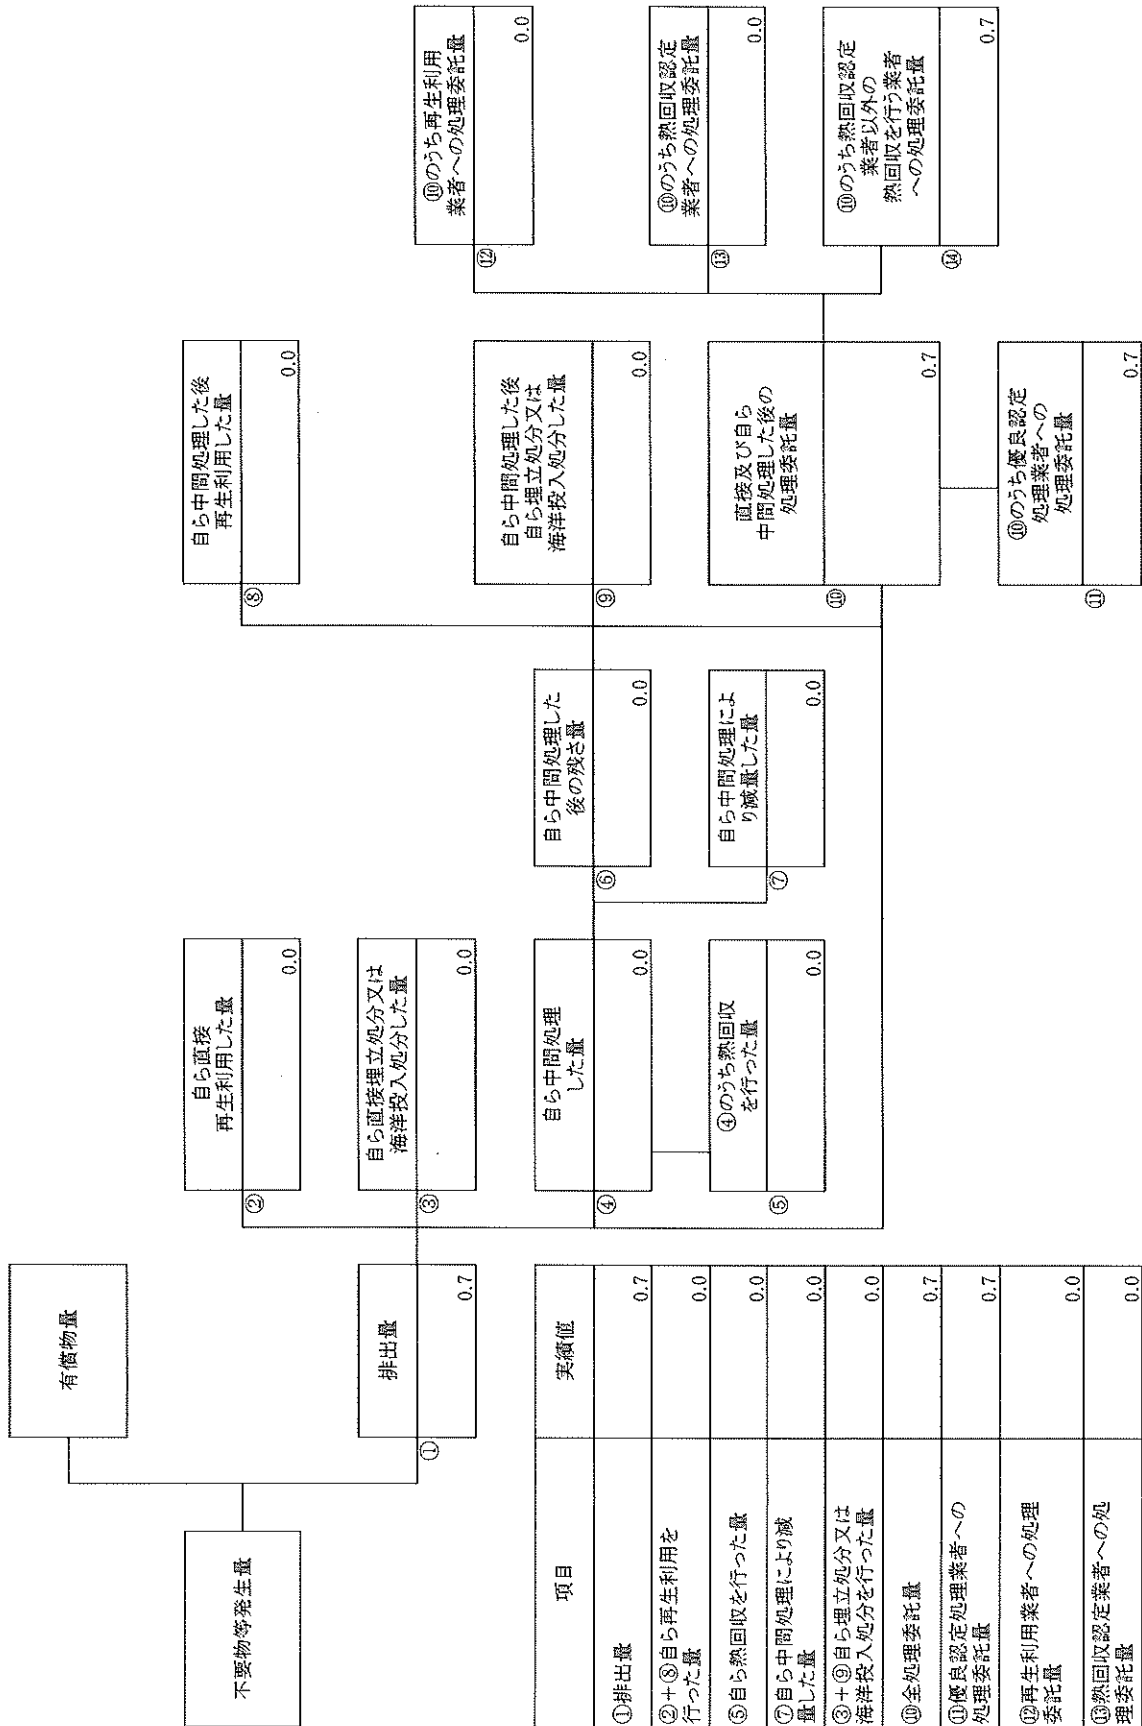 不要物等発生量
有償物量
排出量
①
0.7
自ら直接
再生利用した量
②
0.0
自ら直接埋立処分又は
海洋投入処分した量
③
0.0
自ら中間処理
した量
④
0.0
④のうち熱回収
を行った量
⑤
0.0
自ら中間処理した
後の残さ量
⑥
0.0
自ら中間処理によ
り減量した量
⑦
0.0
自ら中間処理した後
再生利用した量
⑧
0.0
自ら中間処理した後
自ら埋立処分又は
海洋投入処分した量
⑨
0.0
直接及び自ら
中間処理した後の
処理委託量
⑩
0.7
⑩のうち優良認定
処理業者への
処理委託量
⑪
0.7
⑩のうち再生利用
業者への処理委託量
⑫
0.0
⑩のうち熱回収認定
業者への処理委託量
⑬
0.0
⑩のうち熱回収認定
業者以外の
熱回収を行う業者
への処理委託量
⑭
0.7
項目 実績値
①排出量 0.7
②+⑧自ら再生利用を
行った量 0.0
⑤自ら熱回収を行った量 0.0
⑦自ら中間処理により減
量した量 0.0
③+⑨自ら埋立処分又は
海洋投入処分を行った量 0.0
⑩全処理委託量 0.7
⑪優良認定処理業者への
処理委託量 0.7
⑫再生利用業者への処理
委託量 0.0
⑬熱回収認定業者への処
理委託量 0.0